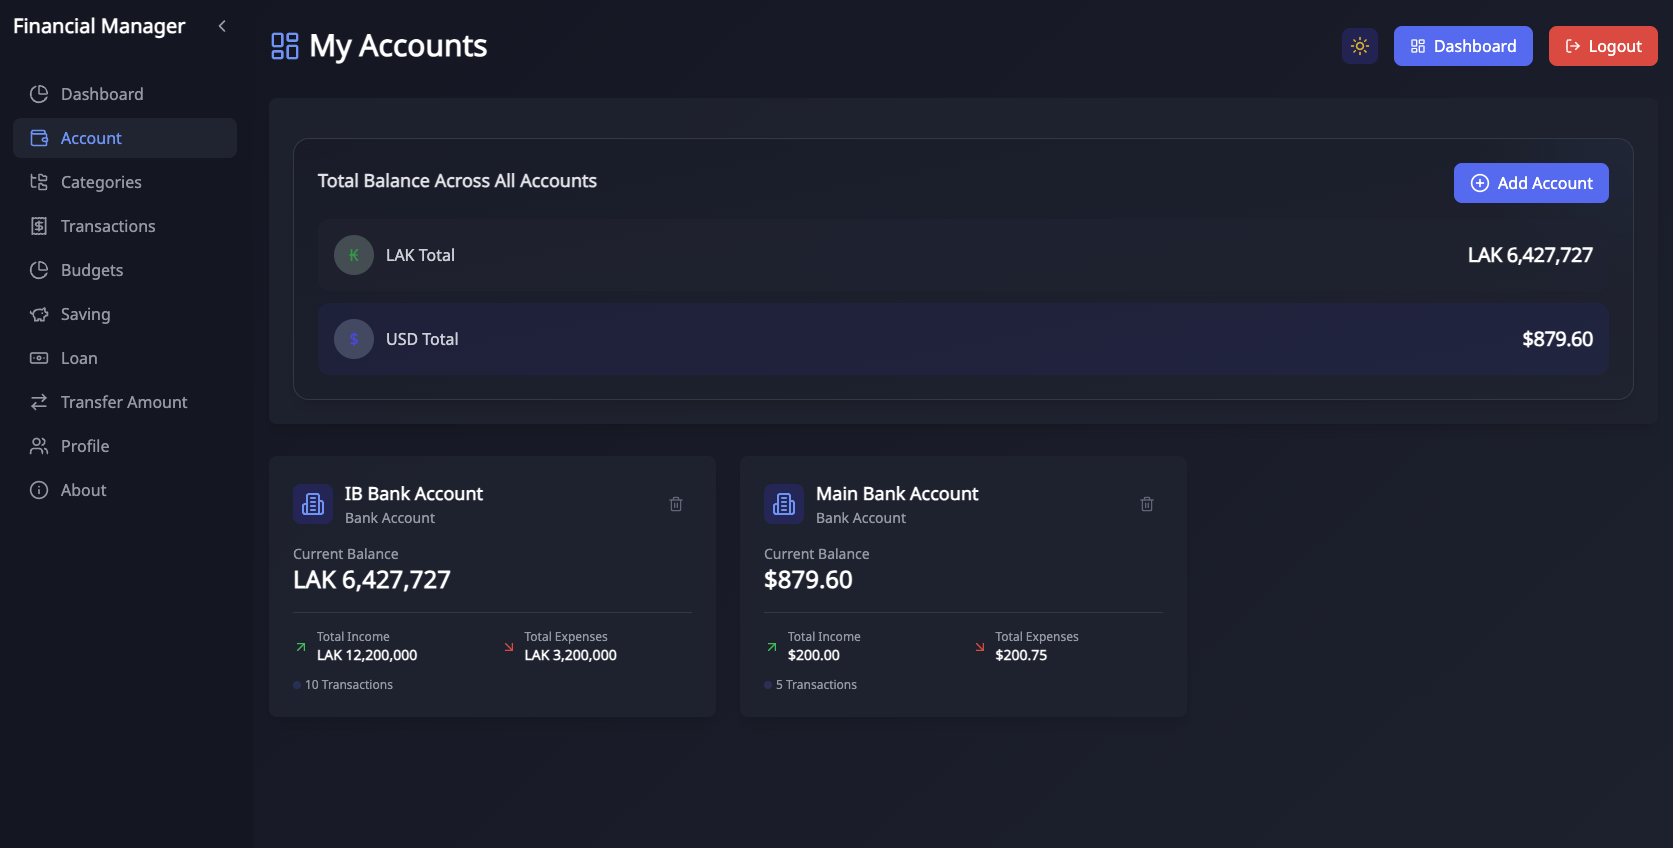 Financial Manager
Dashboard
Account
Categories
Transactions
Budgets
Saving
Loan
Transfer Amount
Profile
About
My Accounts
Dashboard
Logout
Total Balance Across All Accounts
Add Account
₭ LAK Total
LAK 6,427,727
$ USD Total
$879.60
IB Bank Account
Bank Account
Current Balance
LAK 6,427,727
Total Income
LAK 12,200,000
Total Expenses
LAK 3,200,000
10 Transactions
Main Bank Account
Bank Account
Current Balance
$879.60
Total Income
$200.00
Total Expenses
$200.75
5 Transactions